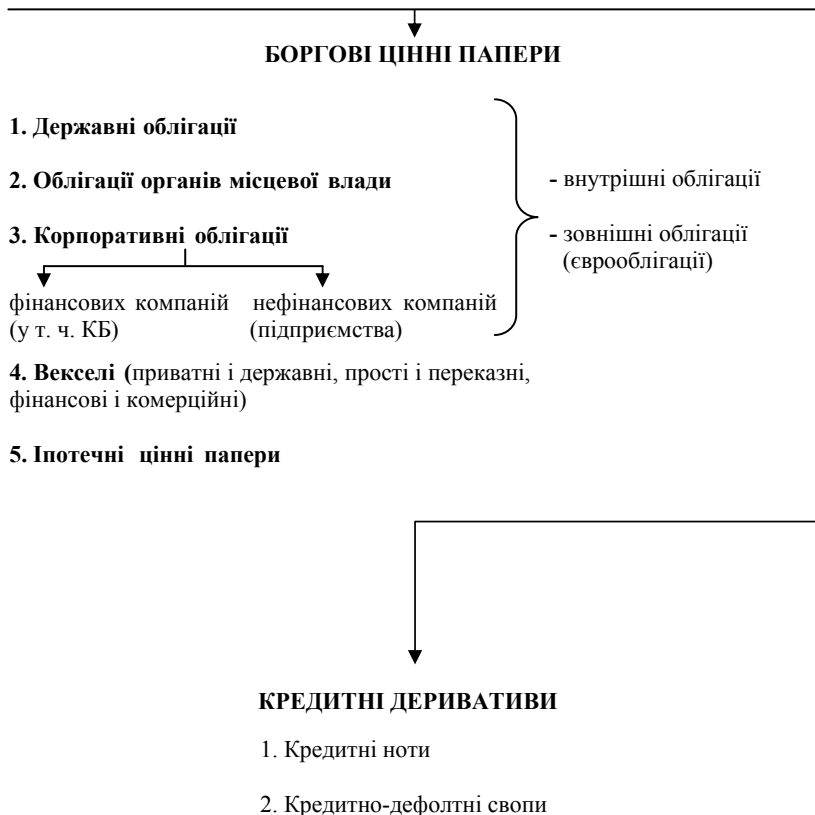 БОРГОВІ ЦІННІ ПАПЕРИ
1. Державні облігації
2. Облігації органів місцевої влади
3. Корпоративні облігації
фінансових компаній
(у т. ч. КБ)
нефінансових компаній
(підприємства)
- внутрішні облігації
- зовнішні облігації
(єврооблігації)
4. Векселі (приватні і державні, прості і переказні,
фінансові і комерційні)
5. Іпотечні цінні папери
КРЕДИТНІ ДЕРИВАТИВИ
1. Кредитні ноти
2. Кредитно-дефолтні свопи